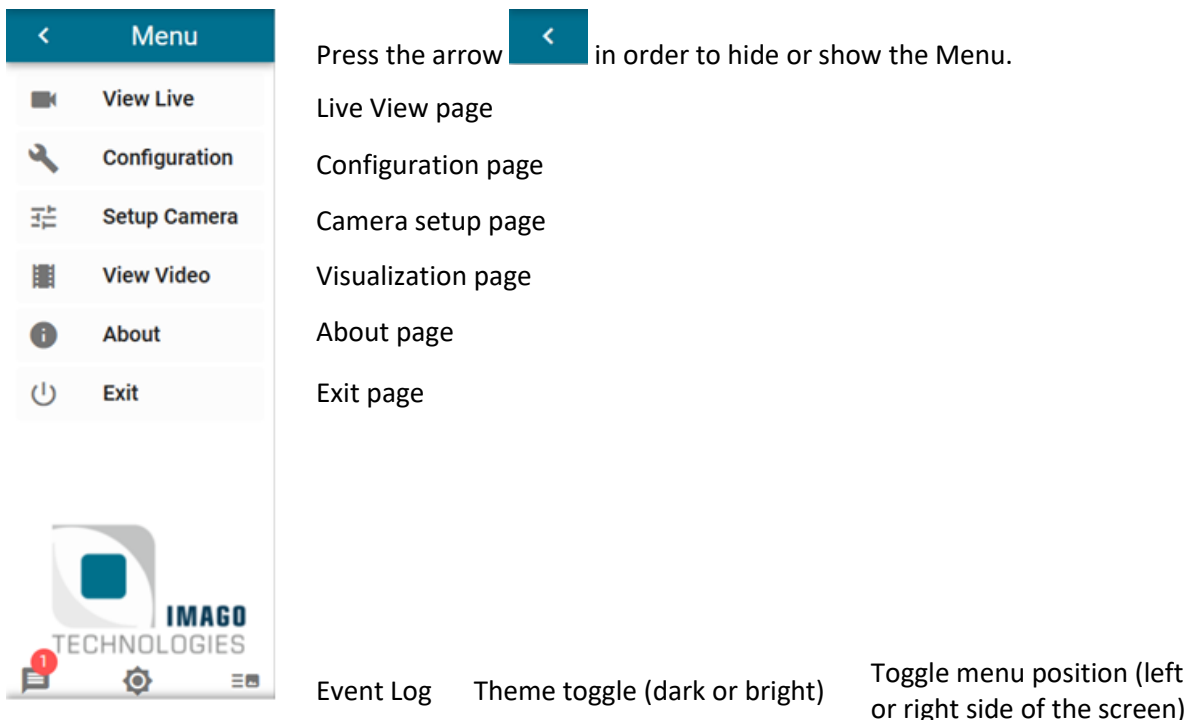 Menu
Press the arrow in order to hide or show the Menu.
View Live
Live View page
Configuration
Configuration page
Setup Camera
Camera setup page
View Video
Visualization page
About
About page
Exit
Exit page
IMAGO
TECHNOLOGIES
1
Event Log
Theme toggle (dark or bright)
Toggle menu position (left
or right side of the screen)